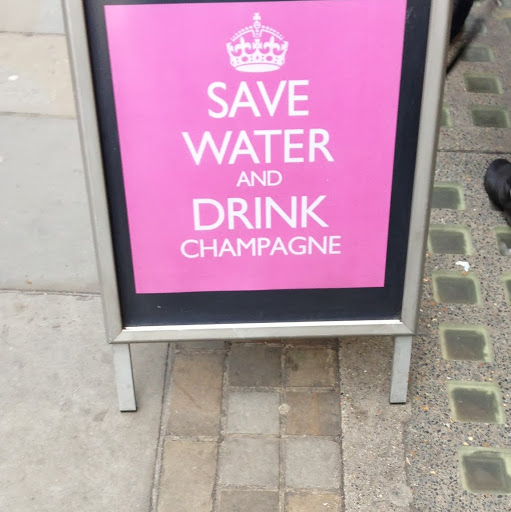 SAVE
WATER
AND
DRINK
CHAMPAGNE